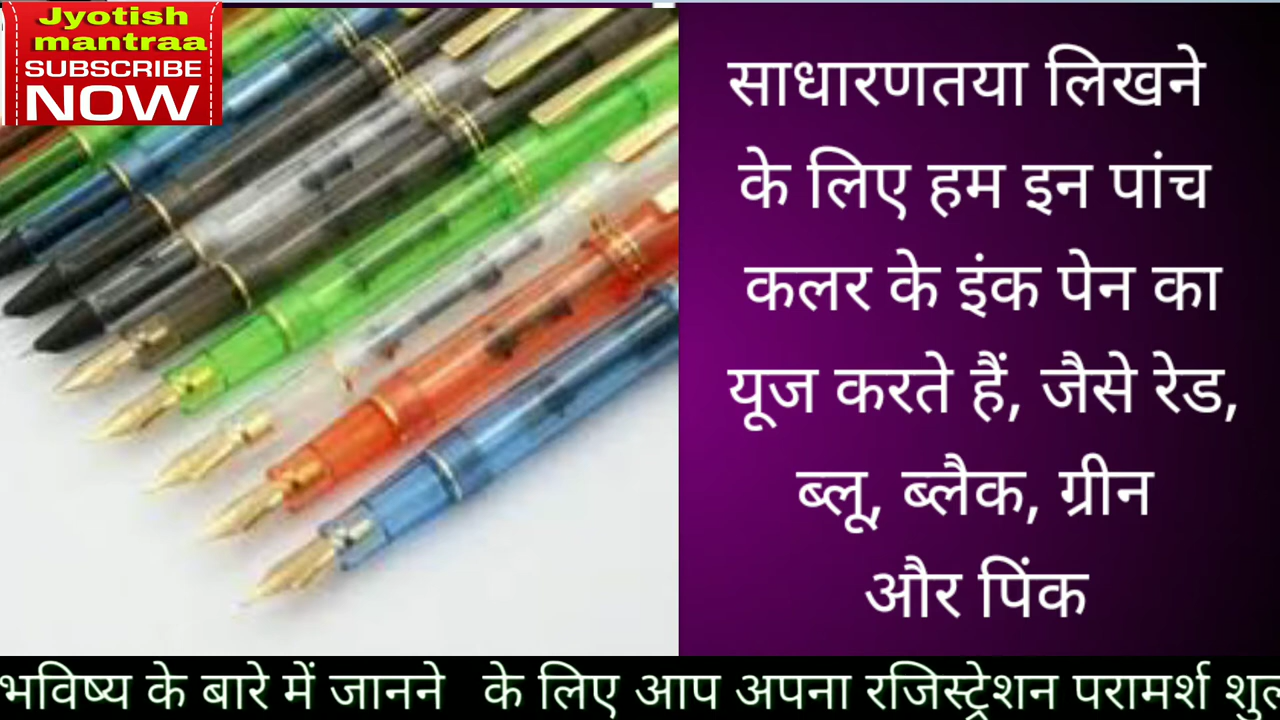 Jyotish
mantraa
SUBSCRIBE
NOW
साधारणतया लिखने
के लिए हम इन पांच
कलर के इंक पेन का
यूज करते हैं, जैसे रेड,
ब्लू, ब्लैक, ग्रीन
और पिंक
भविष्य के बारे में जानने के लिए आप अपना रजिस्ट्रेशन परामर्श